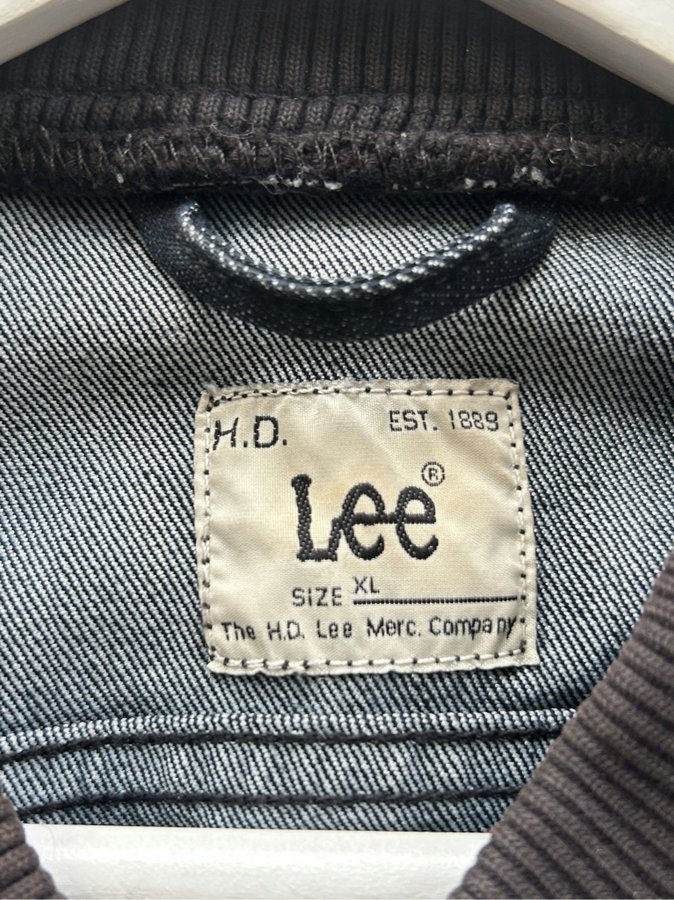 H.D. EST. 1889
Lee®
SIZE XL
The H.D. Lee Merc. Company